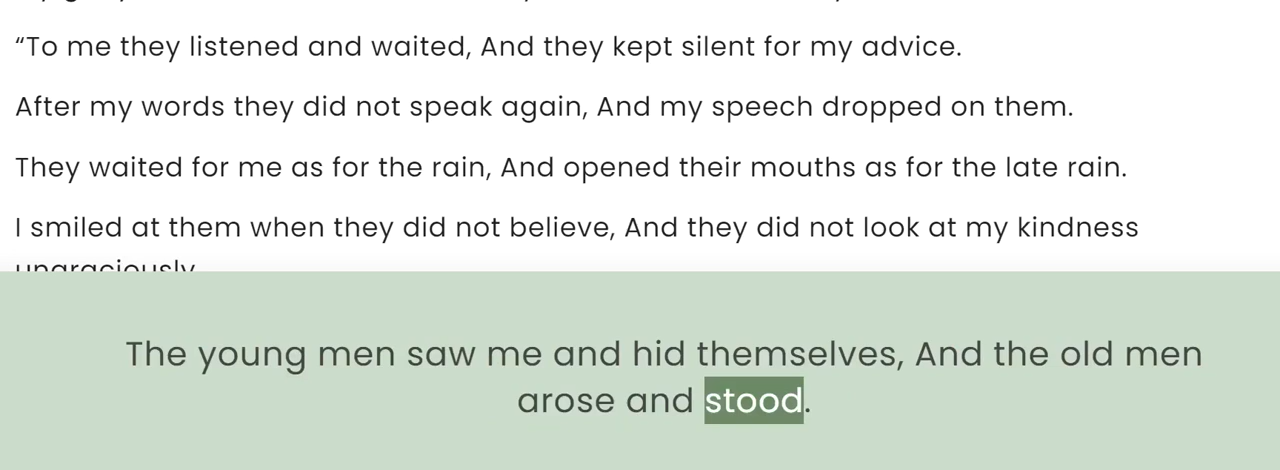 “To me they listened and waited, And they kept silent for my advice.
After my words they did not speak again, And my speech dropped on them.
They waited for me as for the rain, And opened their mouths as for the late rain.
I smiled at them when they did not believe, And they did not look at my kindness
ungraciously.
The young men saw me and hid themselves, And the old men
arose and stood.